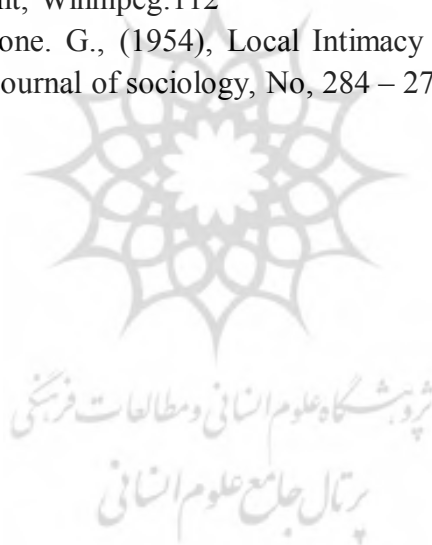 nt, Winnipeg:112
one. G., (1954), Local Intimacy
ournal of sociology, No, 284 – 27
پژوهشگاه علوم انسانی و مطالعات فرهنگی
پرتال جامع علوم انسانی